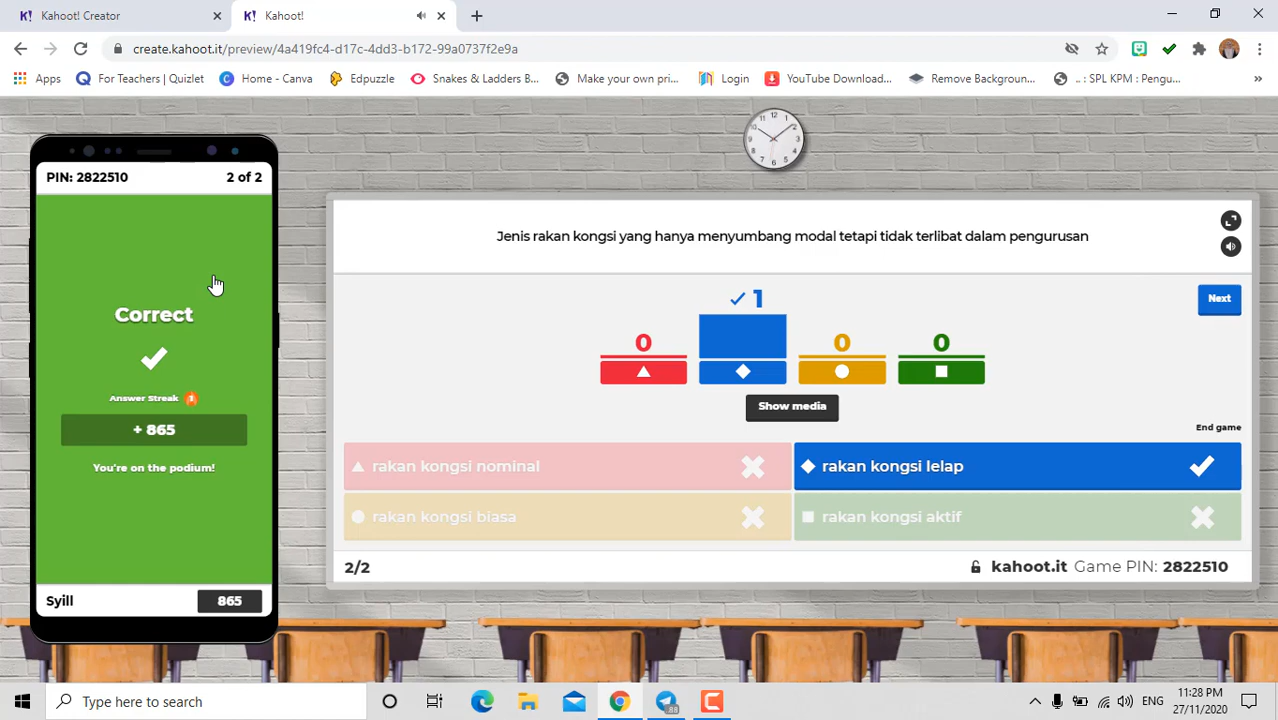 Kahoot! Creator
Kahoot!
create.kahoot.it/preview/4a419fc4-d17c-4dd3-b172-99a0737f2e9a
Apps
For Teachers | Quizlet
Home - Canva
Edpuzzle
Snakes & Ladders B...
Make your own pri...
Login
YouTube Download...
Remove Backgroun...
.. : SPL KPM : Pengu...
PIN: 2822510
2 of 2
Correct
Answer Streak
1
+ 865
You're on the podium!
Syill
865
Jenis rakan kongsi yang hanya menyumbang modal tetapi tidak terlibat dalam pengurusan
Next
0
1
0
0
Show media
End game
rakan kongsi nominal
rakan kongsi lelap
rakan kongsi biasa
rakan kongsi aktif
2/2
kahoot.it Game PIN: 2822510
Type here to search
ENG
11:28 PM
27/11/2020